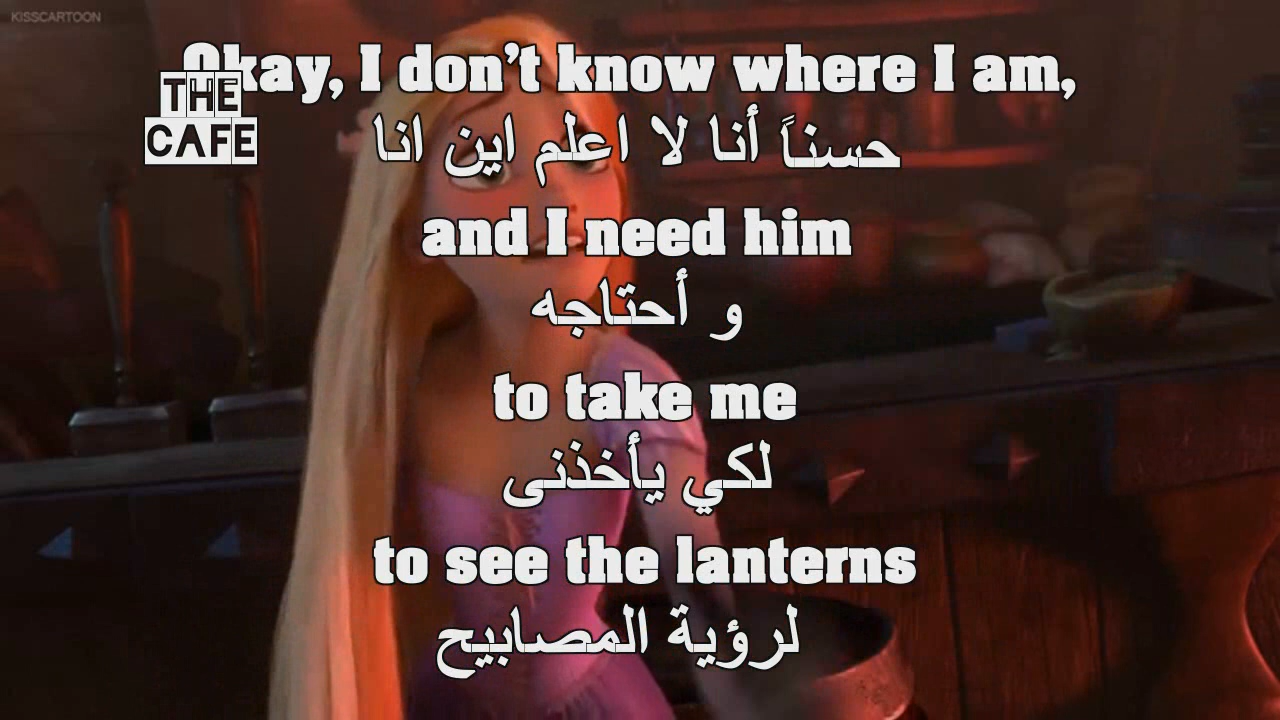 KISSCARTOON
Okay, I don't know where I am,
THE
CAFE
حسناً أنا لا اعلم اين انا
and I need him
و أحتاجه
to take me
لكي يأخذنى
to see the lanterns
لرؤية المصابيح